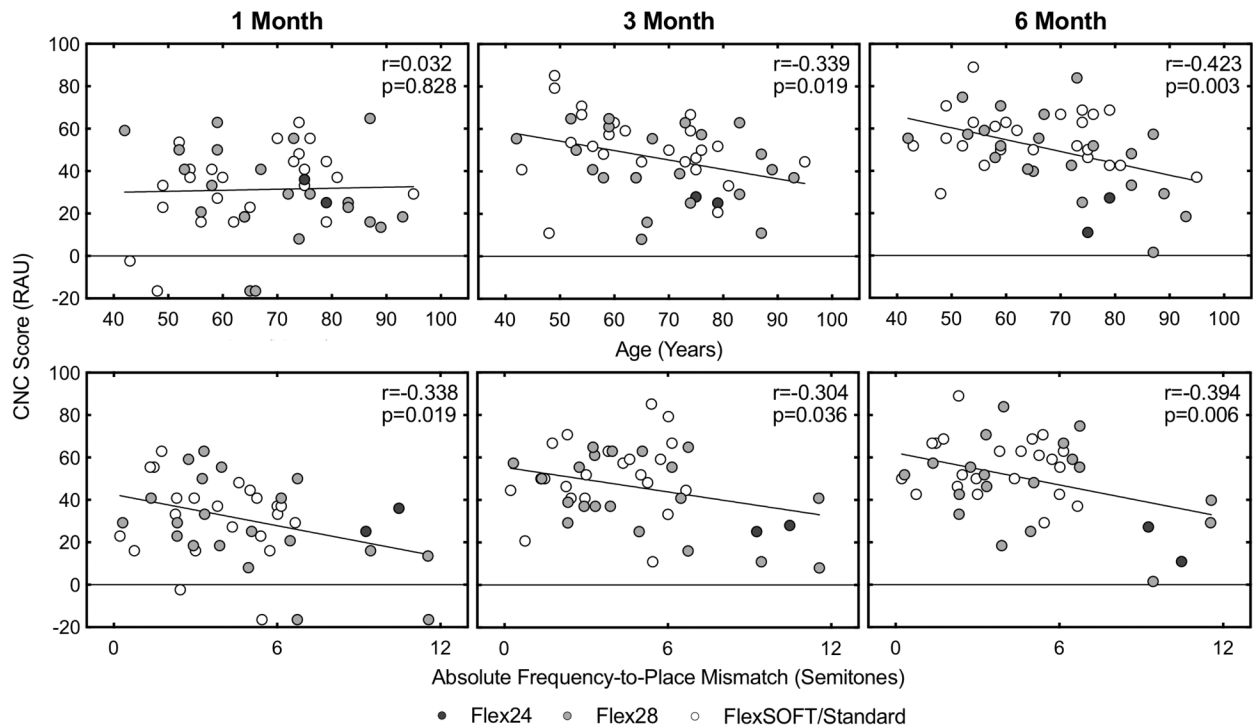 1 Month 3 Month 6 Month
100
80
60
40
20
0
-20
r=0.032
p=0.828
r=-0.339
p=0.019
r=-0.423
p=0.003
40 50 60 70 80 90 100 40 50 60 70 80 90 100 40 50 60 70 80 90 100
Age (Years)
CNC Score (RAU)
100
80
60
40
20
0
-20
r=-0.338
p=0.019
r=-0.304
p=0.036
r=-0.394
p=0.006
0 6 12 0 6 12 0 6 12
Absolute Frequency-to-Place Mismatch (Semitones)
Flex24 Flex28 FlexSOFT/Standard